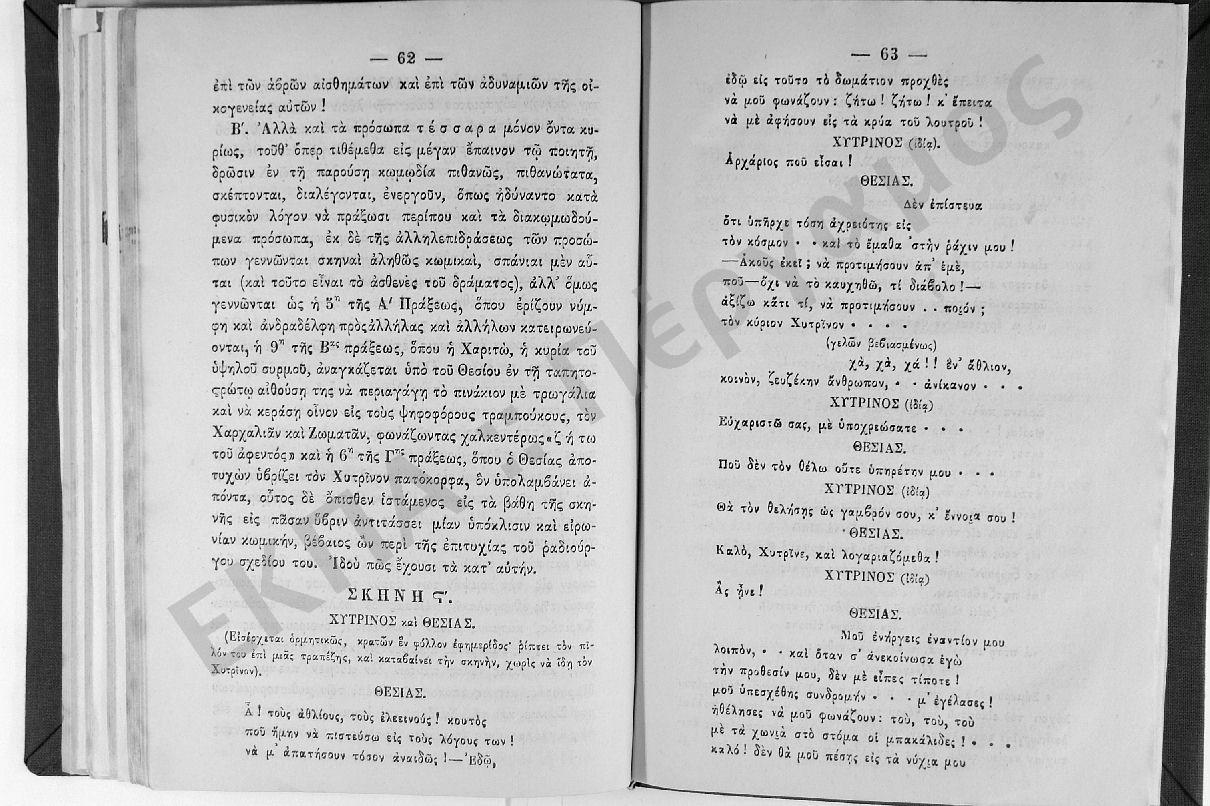 — 62 —
ἐπὶ τῶν ἁβρῶν αἰσθημάτων καὶ ἐπὶ τῶν ἀδυναμιῶν τῆς οἰ-
κογενείας αὐτῶν !
Β΄. Ἀλλὰ καὶ τὰ πρόσωπα τέσσαρα μόνον ὄντα κυ-
ρίως, τοῦθ' ὅπερ τιθέμεθα εἰς μέγαν ἔπαινον τῷ ποιητῇ,
δρῶσιν ἐν τῇ παρούσῃ κωμῳδίᾳ πιθανῶς, πιθανώτατα,
σκέπτονται, διαλέγονται, ἐνεργοῦν, ὅπως ἠδύναντο κατὰ
φυσικὸν λόγον νὰ πράξωσι περίπου καὶ τὰ διακωμωδού-
μενα πρόσωπα, ἐκ δὲ τῆς ἀλληλεπιδράσεως τῶν προσώ-
πων γεννῶνται σκηναὶ ἀληθῶς κωμικαί, σπάνιαι μὲν αὗ-
ται (καὶ τοῦτο εἶναι τὸ ἀσθενὲς τοῦ δράματος), ἀλλ' ὅμως
γεννῶνται ὡς ἡ 5η τῆς Α΄ Πράξεως, ὅπου ἐρίζουν νύμ-
φη καὶ ἀνδραδέλφη πρὸς ἀλλήλας καὶ ἀλλήλων κατειρωνεύ-
ονται, ἡ 9η τῆς Βας πράξεως, ὅπου ἡ Χαριτώ, ἡ κυρία τοῦ
ὑψηλοῦ συρμοῦ, ἀναγκάζεται ὑπὸ τοῦ Θεσίου ἐν τῇ ταπητο-
ϛρώτῳ αἰθούσῃ της νὰ περιαγάγῃ τὸ πινάκιον μὲ τρωγάλια
καὶ νὰ κεράσῃ οἶνον εἰς τοὺς ψηφοφόρους τραμπούκους, τὸν
Χαρχαλιᾶν καὶ Ζωματᾶν, φωνάζωντας χαλκεντέρως «ζήτω
τοῦ ἀφεντός» καὶ ἡ 6η τῆς Γης πράξεως, ὅπου ὁ Θεσίας ἀπο-
τυχὼν ὑβρίζει τὸν Χυτρῖνον πατόκορφα, ὃν ὑπολαμβάνει ἀ-
πόντα, οὗτος δὲ ὄπισθεν ἱστάμενος εἰς τὰ βάθη τῆς σκη-
νῆς εἰς πᾶσαν ὕβριν ἀντιτάσσει μίαν ὑπόκλισιν καὶ εἰρω-
νίαν κωμικήν, βέβαιος ὢν περὶ τῆς ἐπιτυχίας τοῦ ῥαδιούρ-
γου σχεδίου του. Ἰδοὺ πῶς ἔχουσι τὰ κατ' αὐτήν.
ΣΚΗΝΗ Ϛ΄.
ΧΥΤΡΙΝΟΣ καὶ ΘΕΣΙΑΣ.
(Εἰσέρχεται ὁρμητικῶς, κρατῶν ἓν φύλλον ἐφημερίδος· ῥίπτει τὸν πῖ-
λόν του ἐπὶ μιᾶς τραπέζης, καὶ καταβαίνει τὴν σκηνήν, χωρὶς νὰ ἴδῃ τὸν
Χυτρῖνον).
ΘΕΣΙΑΣ.
Ἆ ! τοὺς ἀθλίους, τοὺς ἐλεεινούς ! κουτὸς
ποῦ ἤμην νὰ πιστεύσω εἰς τοὺς λόγους των !
νὰ μ' ἀπατήσουν τόσον ἀναιδῶς ! — Ἐδῶ,
— 63 —
ἐδῶ εἰς τοῦτο τὸ δωμάτιον προχθὲς
νὰ μοῦ φωνάζουν : ζήτω ! ζήτω ! κ' ἔπειτα
νὰ μὲ ἀφήσουν εἰς τὰ κρύα τοῦ λουτροῦ !
ΧΥΤΡΙΝΟΣ (ἰδίᾳ).
Ἀρχάριος ποῦ εἶσαι !
ΘΕΣΙΑΣ.
Δὲν ἐπίστευα
ὅτι ὑπῆρχε τόση ἀχρειότης εἰς
τὸν κόσμον · · καὶ τὸ ἔμαθα 'στὴν ῥάχιν μου !
—Ἀκοῦς ἐκεῖ ; νὰ προτιμήσουν ἀπ' ἐμέ,
ποῦ—ὄχι νὰ τὸ καυχηθῶ, τί διάβολο !—
ἀξίζω κἄτι τί, νὰ προτιμήσουν . . ποιόν ;
τὸν κύριον Χυτρῖνον · · · ·
(γελῶν βεβιασμένως)
χά, χά, χά ! ! ἕν' ἄθλιον,
κοινόν, ζευζέκην ἄνθρωπον, · · ἀνίκανον · · ·
ΧΥΤΡΙΝΟΣ (ἰδίᾳ)
Εὐχαριστῶ σας, μὲ ὑποχρεώσατε · · ·
ΘΕΣΙΑΣ.
Ποῦ δὲν τὸν θέλω οὔτε ὑπηρέτην μου · · ·
ΧΥΤΡΙΝΟΣ (ἰδίᾳ)
Θὰ τὸν θελήσῃς ὡς γαμβρόν σου, κ' ἔννοια σου !
ΘΕΣΙΑΣ.
Καλό, Χυτρῖνε, καὶ λογαριαζόμεθα !
ΧΥΤΡΙΝΟΣ (ἰδίᾳ)
Ἂς ᾖνε !
ΘΕΣΙΑΣ.
Μοῦ ἐνήργεις ἐναντίον μου
λοιπόν, · · καὶ ὅταν σ' ἀνεκοίνωσα ἐγὼ
τὴν πρόθεσίν μου, δὲν μὲ εἶπες τίποτε !
μοῦ ὑπεσχέθης συνδρομήν · · · μ' ἐγέλασες !
ἠθέλησες νὰ μοῦ φωνάζουν : τοῦ, τοῦ, τοῦ
μὲ τὰ χωνιὰ στὸ στόμα οἱ μπακάλιδες ! · · ·
καλό ! δὲν θὰ μοῦ πέσῃς εἰς τὰ νύχια μου
ΕΚΠΑ | Πέργαμος